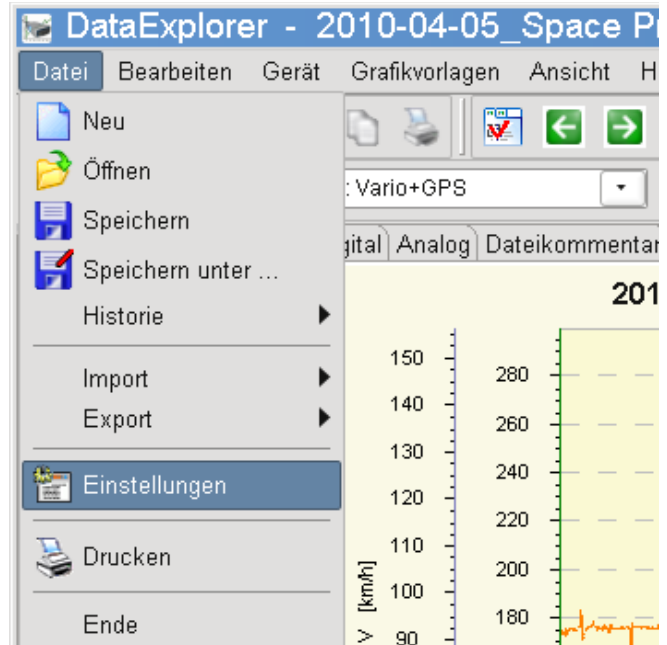 DataExplorer - 2010-04-05_Space Pr
Datei Bearbeiten Gerät Grafikvorlagen Ansicht H
Neu
Öffnen
Speichern
Speichern unter ...
Historie
Import
Export
Einstellungen
Drucken
Ende
: Vario+GPS
gital Analog Dateikommentar
201
150
140
130
120
110
100
90
V [km/h]
280
260
240
220
200
180